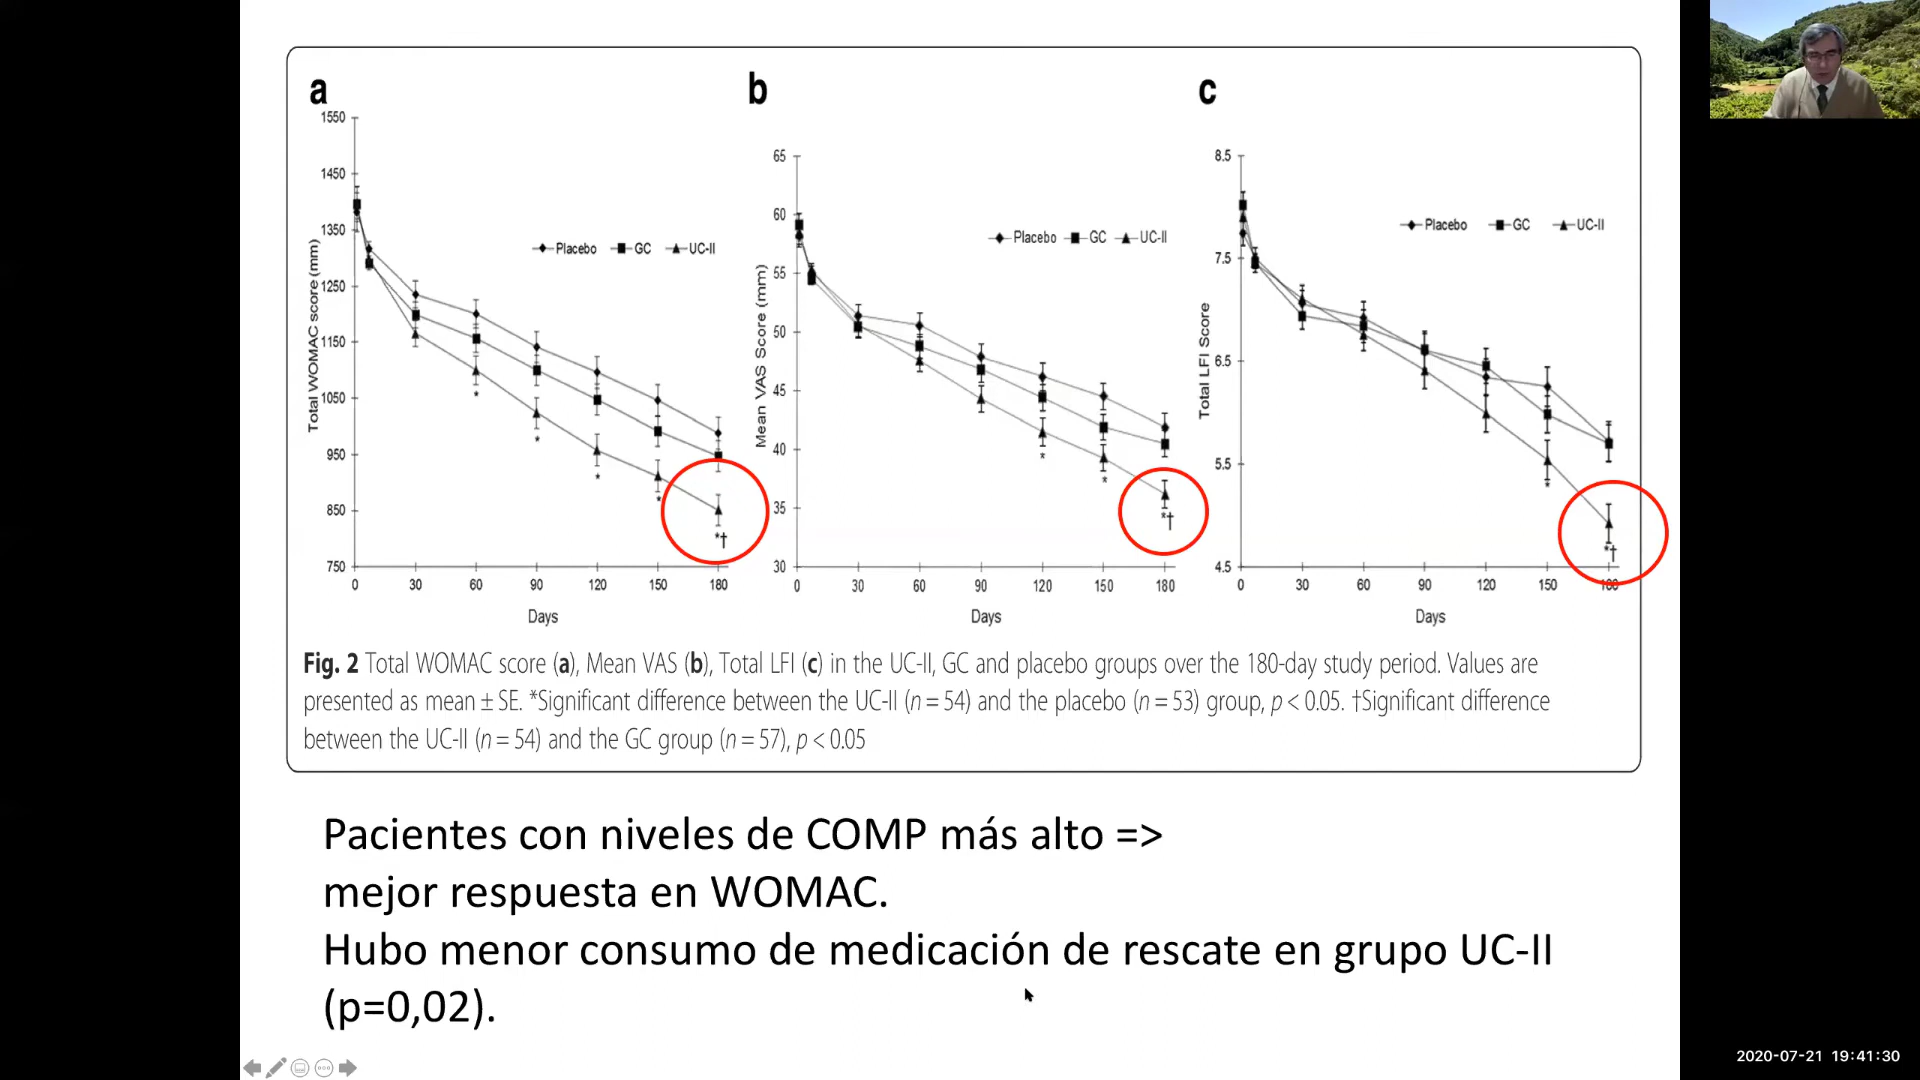 a
b
c
1550
1450
1350
1250
1150
1050
950
850
750
Total WOMAC score (mm)
Placebo GC UC-II
*
*
*
*
*†
0 30 60 90 120 150 180
Days
65
60
55
50
45
40
35
30
Mean VAS Score (mm)
Placebo GC UC-II
*
*
*†
0 30 60 90 120 150 180
Days
8.5
7.5
6.5
5.5
4.5
Total LFI Score
Placebo GC UC-II
*
*†
0 30 60 90 120 150 180
Days
Fig. 2 Total WOMAC score (a), Mean VAS (b), Total LFI (c) in the UC-II, GC and placebo groups over the 180-day study period. Values are
presented as mean ± SE. *Significant difference between the UC-II (n = 54) and the placebo (n = 53) group, p < 0.05. †Significant difference
between the UC-II (n = 54) and the GC group (n = 57), p < 0.05
Pacientes con niveles de COMP más alto =>
mejor respuesta en WOMAC.
Hubo menor consumo de medicación de rescate en grupo UC-II
(p=0,02).
2020-07-21 19:41:30